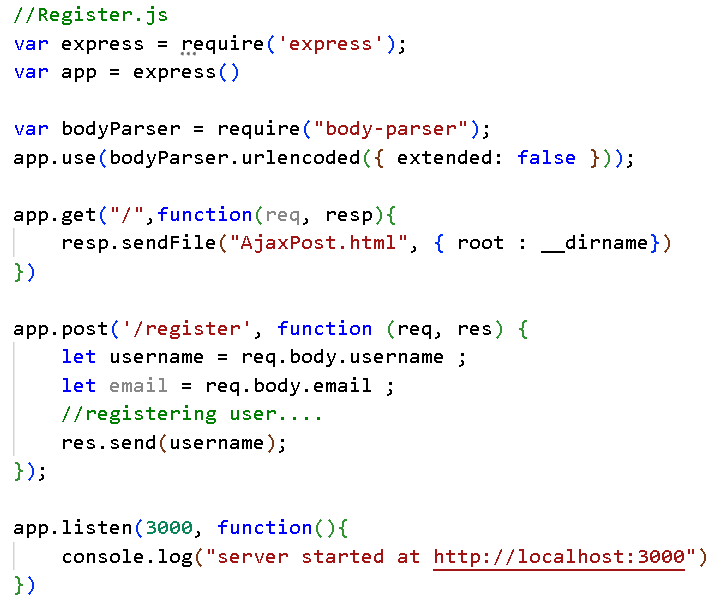 //Register.js
var express = require('express');
var app = express()

var bodyParser = require("body-parser");
app.use(bodyParser.urlencoded({ extended: false }));

app.get("/",function(req, resp){
    resp.sendFile("AjaxPost.html", { root : __dirname})
})

app.post('/register', function (req, res) {
    let username = req.body.username ;
    let email = req.body.email ;
    //registering user....
    res.send(username);
});

app.listen(3000, function(){
    console.log("server started at http://localhost:3000")
})